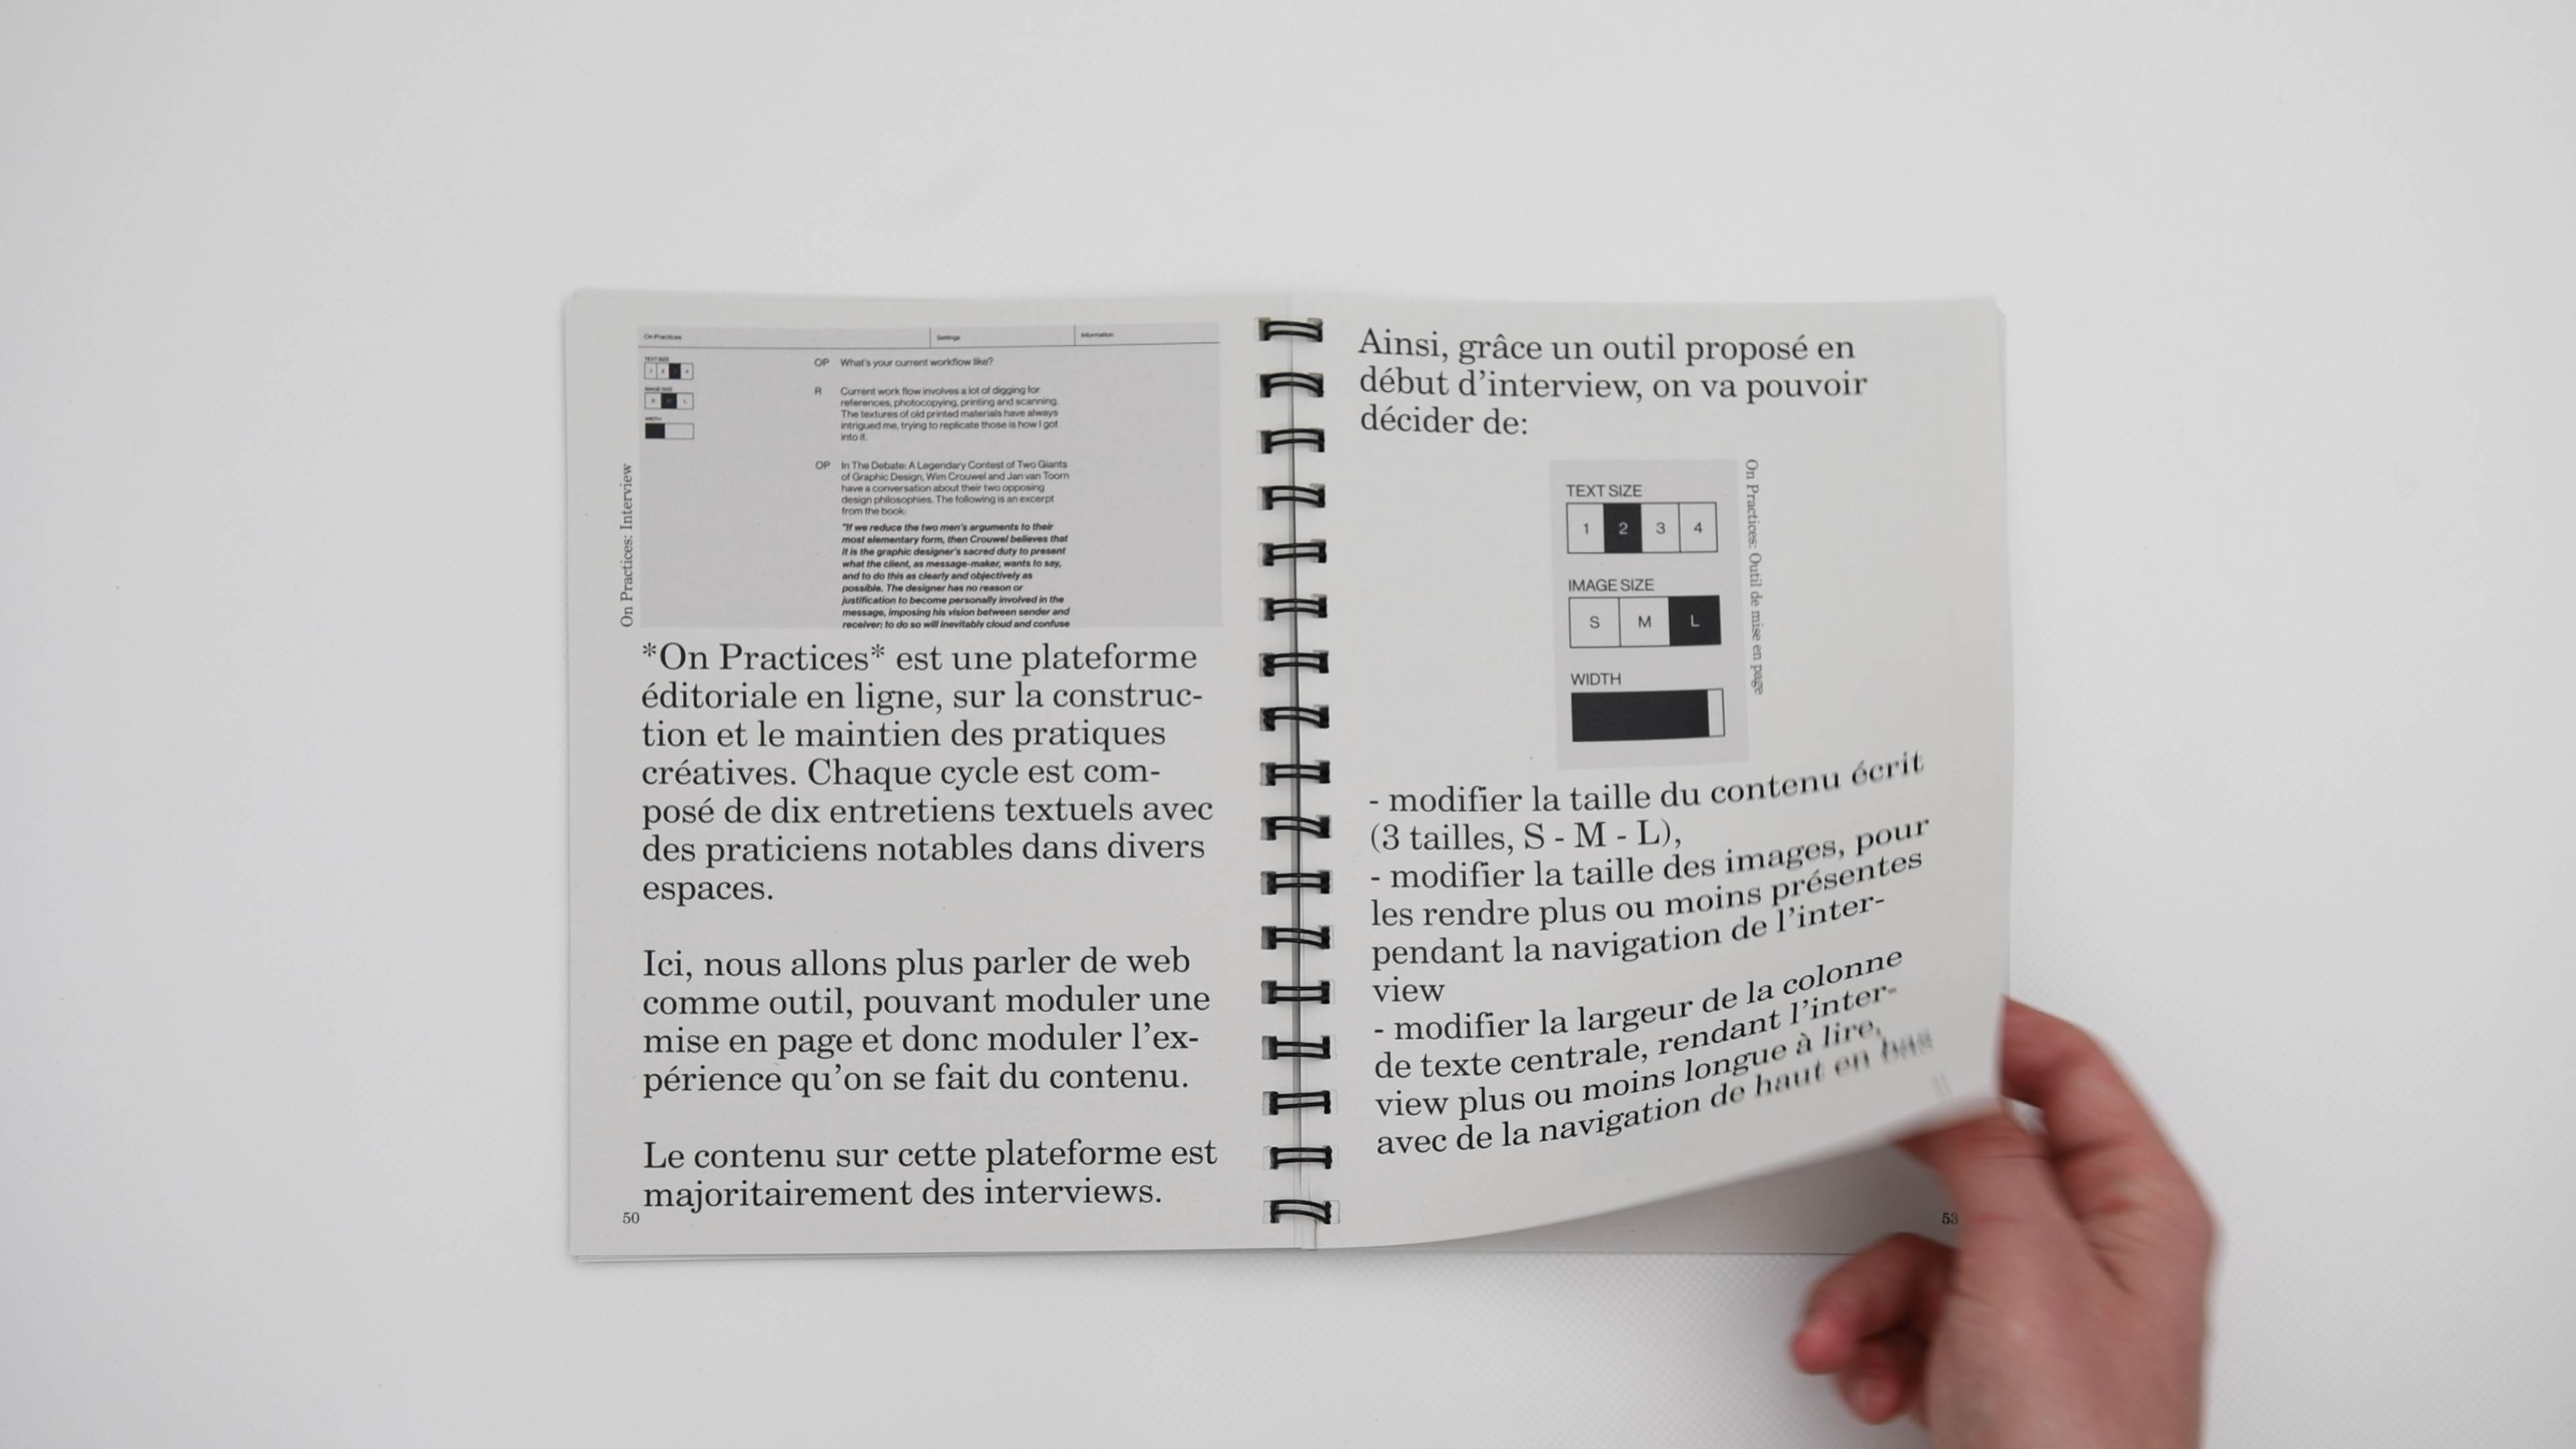 On Practices
Settings
Information
TEXT SIZE
IMAGE SIZE
WIDTH
OP What's your current workflow like?
R Current work flow involves a lot of digging for
references, photocopying, printing and scanning.
The textures of old printed materials have always
intrigued me, trying to replicate those is how I got
into it.
OP In The Debate: A Legendary Contest of Two Giants
of Graphic Design, Wim Crouwel and Jan van Toorn
have a conversation about their two opposing
design philosophies. The following is an excerpt
from the book:
"If we reduce the two men's arguments to their
most elementary form, then Crouwel believes that
it is the graphic designer's sacred duty to present
what the client, as message-maker, wants to say,
and to do this as clearly and objectively as
possible. The designer has no reason or
justification to become personally involved in the
message, imposing his vision between sender and
receiver: to do so will inevitably cloud and confuse
On Practices: Interview
*On Practices* est une plateforme
éditoriale en ligne, sur la construc-
tion et le maintien des pratiques
créatives. Chaque cycle est com-
posé de dix entretiens textuels avec
des praticiens notables dans divers
espaces.
Ici, nous allons plus parler de web
comme outil, pouvant moduler une
mise en page et donc moduler l'ex-
périence qu'on se fait du contenu.
Le contenu sur cette plateforme est
majoritairement des interviews.
50
Ainsi, grâce un outil proposé en
début d'interview, on va pouvoir
décider de:
TEXT SIZE
1 2 3 4
IMAGE SIZE
S M L
WIDTH
On Practices: Outil de mise en page
- modifier la taille du contenu écrit
(3 tailles, S - M - L),
- modifier la taille des images, pour
les rendre plus ou moins présentes
pendant la navigation de l'inter-
view
- modifier la largeur de la colonne
de texte centrale, rendant l'inter-
view plus ou moins longue à lire,
avec de la navigation de haut en bas
53